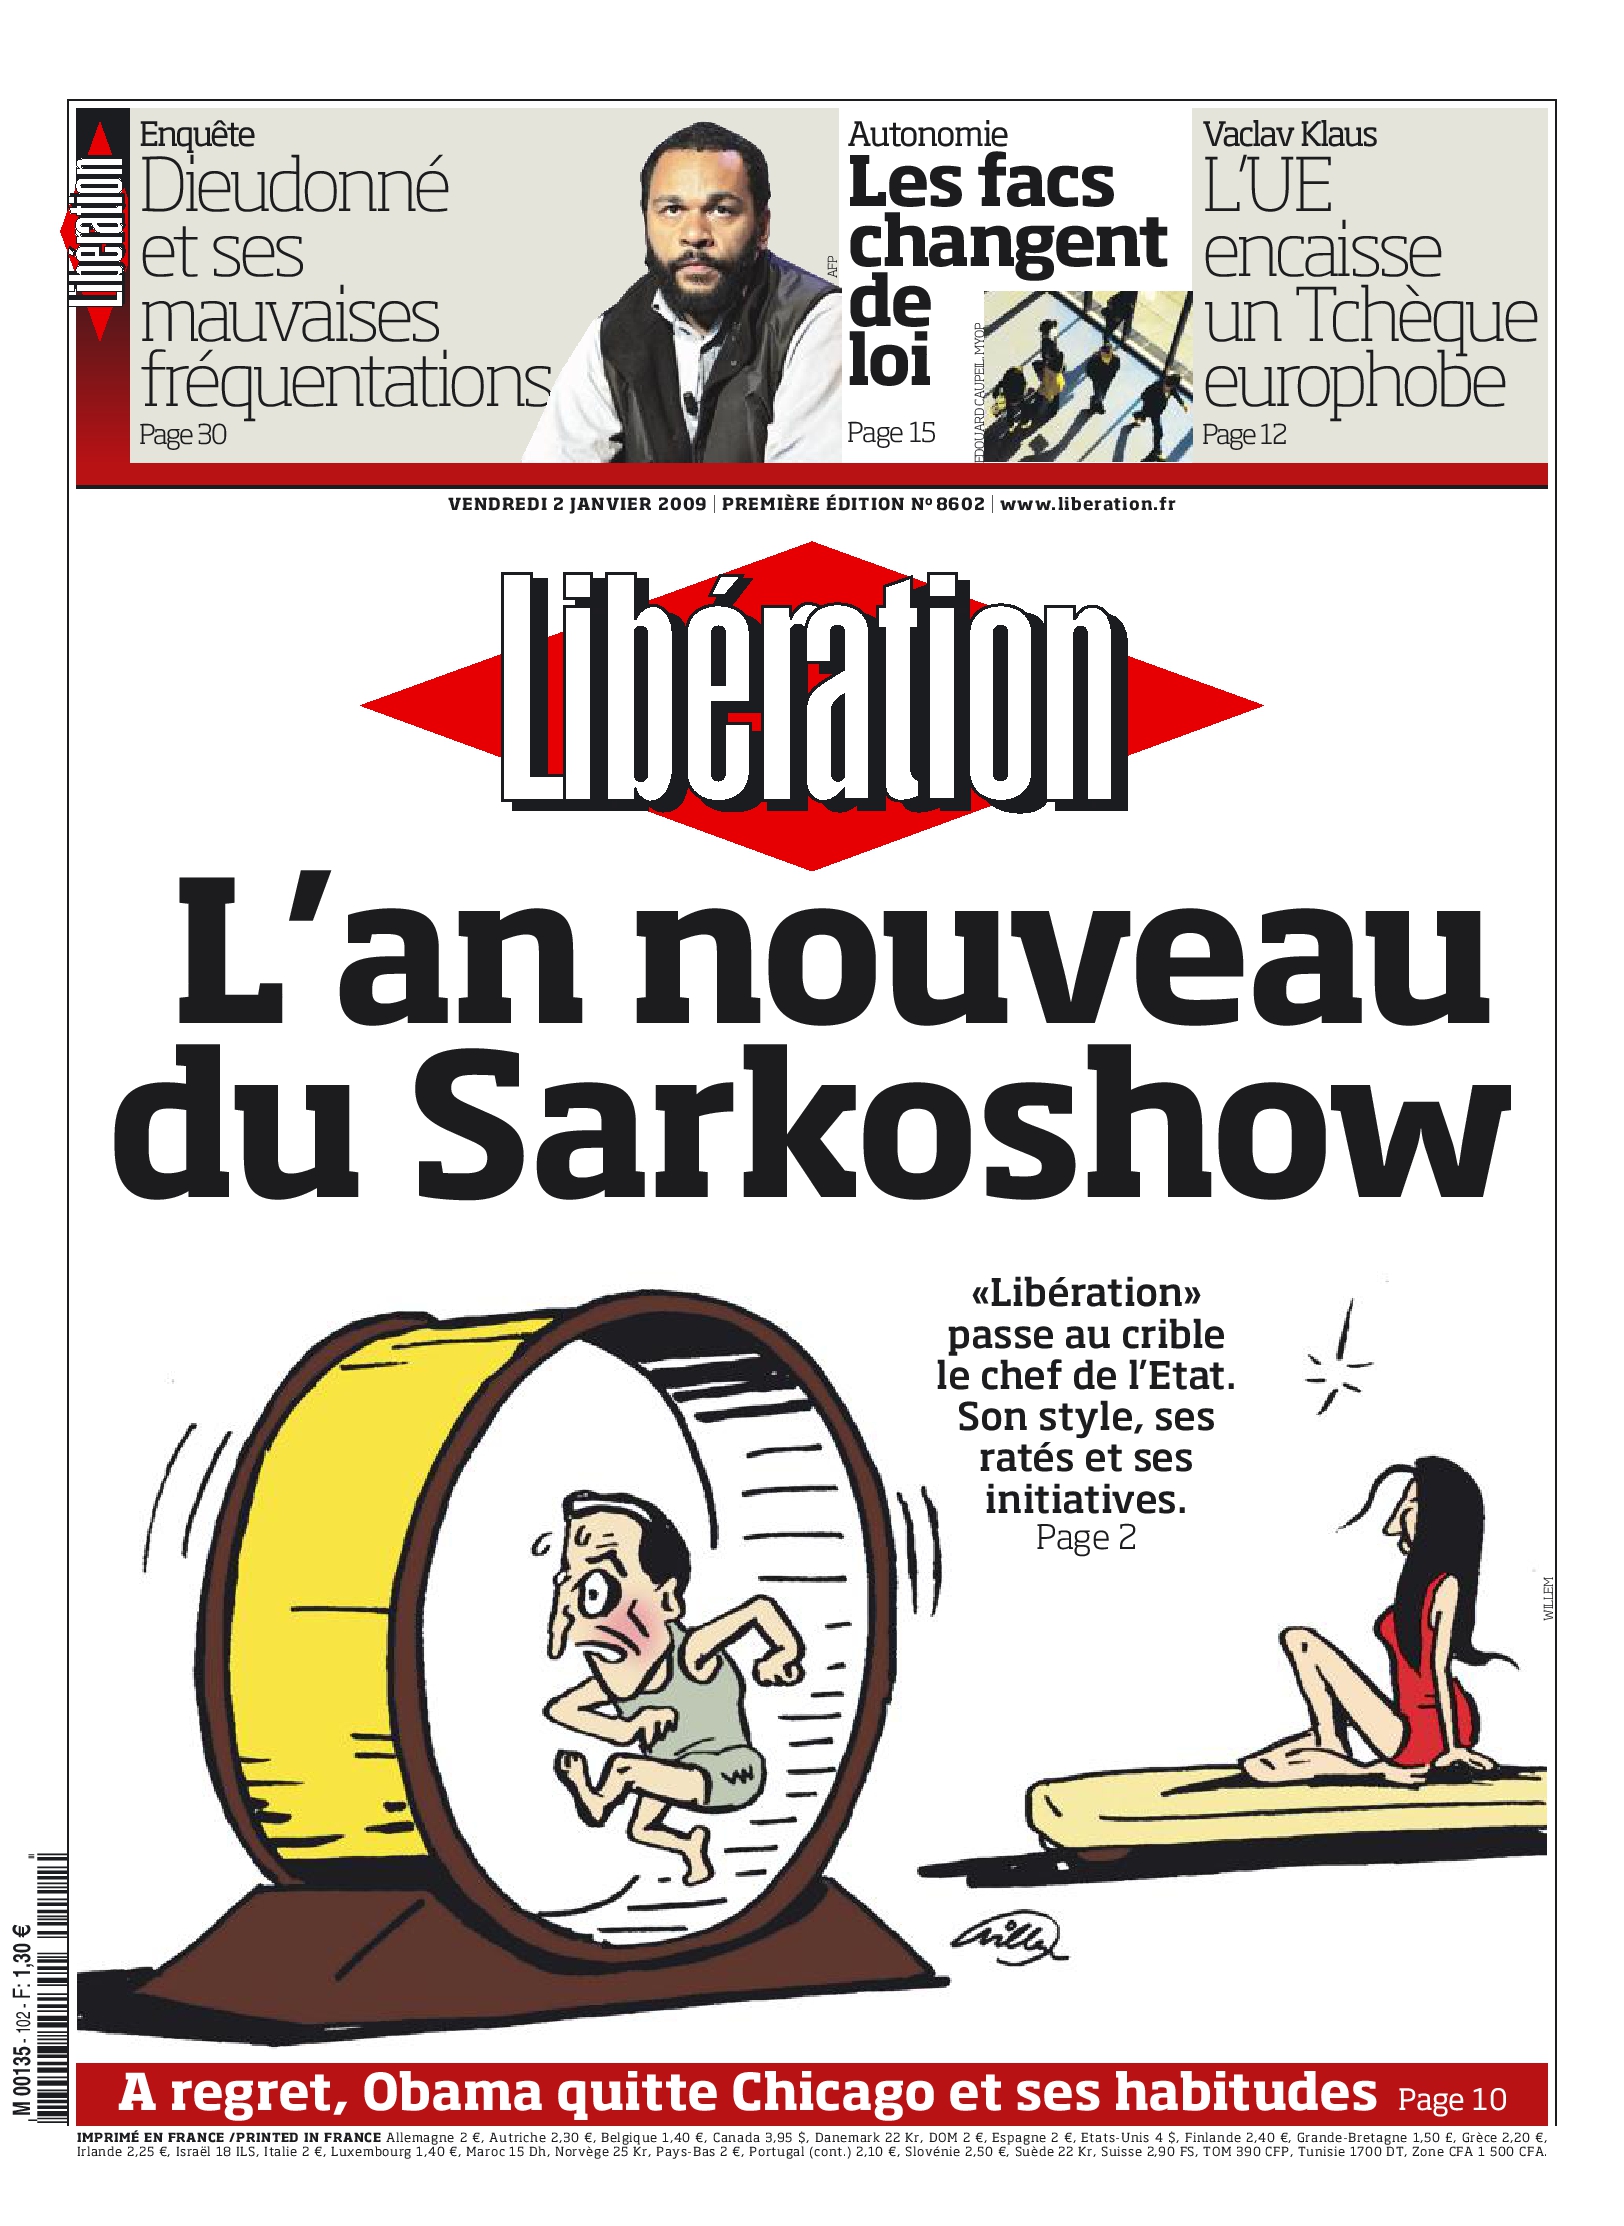 Libération
Enquête
Dieudonné
et ses
mauvaises
fréquentations
Page 30
AFP
Autonomie
Les facs
changent
de
loi
Page 15
EDOUARD CAUPEIL. MYOP
Vaclav Klaus
L'UE
encaisse
un Tchèque
europhobe
Page 12
VENDREDI 2 JANVIER 2009 | PREMIÈRE ÉDITION Nº 8602 | www.liberation.fr
Libération
L'an nouveau
du Sarkoshow
«Libération»
passe au crible
le chef de l'Etat.
Son style, ses
ratés et ses
initiatives.
Page 2
WILLEM
Willem
M 00135 - 102 - F: 1,30 €
A regret, Obama quitte Chicago et ses habitudes Page 10
IMPRIMÉ EN FRANCE /PRINTED IN FRANCE Allemagne 2 €, Autriche 2,30 €, Belgique 1,40 €, Canada 3,95 $, Danemark 22 Kr, DOM 2 €, Espagne 2 €, Etats-Unis 4 $, Finlande 2,40 €, Grande-Bretagne 1,50 £, Grèce 2,20 €,
Irlande 2,25 €, Israël 18 ILS, Italie 2 €, Luxembourg 1,40 €, Maroc 15 Dh, Norvège 25 Kr, Pays-Bas 2 €, Portugal (cont.) 2,10 €, Slovénie 2,50 €, Suède 22 Kr, Suisse 2,90 FS, TOM 390 CFP, Tunisie 1700 DT, Zone CFA 1 500 CFA.